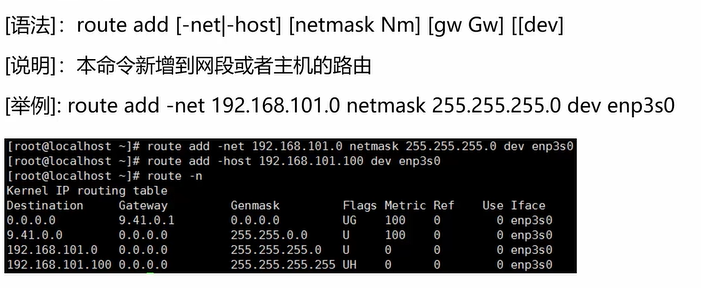 [语法]：route add [-net|-host] [netmask Nm] [gw Gw] [[dev]
[说明]：本命令新增到网段或者主机的路由
[举例]: route add -net 192.168.101.0 netmask 255.255.255.0 dev enp3s0
[root@localhost ~]# route add -net 192.168.101.0 netmask 255.255.255.0 dev enp3s0
[root@localhost ~]# route add -host 192.168.101.100 dev enp3s0
[root@localhost ~]# route -n
Kernel IP routing table
Destination Gateway Genmask Flags Metric Ref Use Iface
0.0.0.0 9.41.0.1 0.0.0.0 UG 100 0 0 enp3s0
9.41.0.0 0.0.0.0 255.255.0.0 U 100 0 0 enp3s0
192.168.101.0 0.0.0.0 255.255.255.0 U 0 0 0 enp3s0
192.168.101.100 0.0.0.0 255.255.255.255 UH 0 0 0 enp3s0